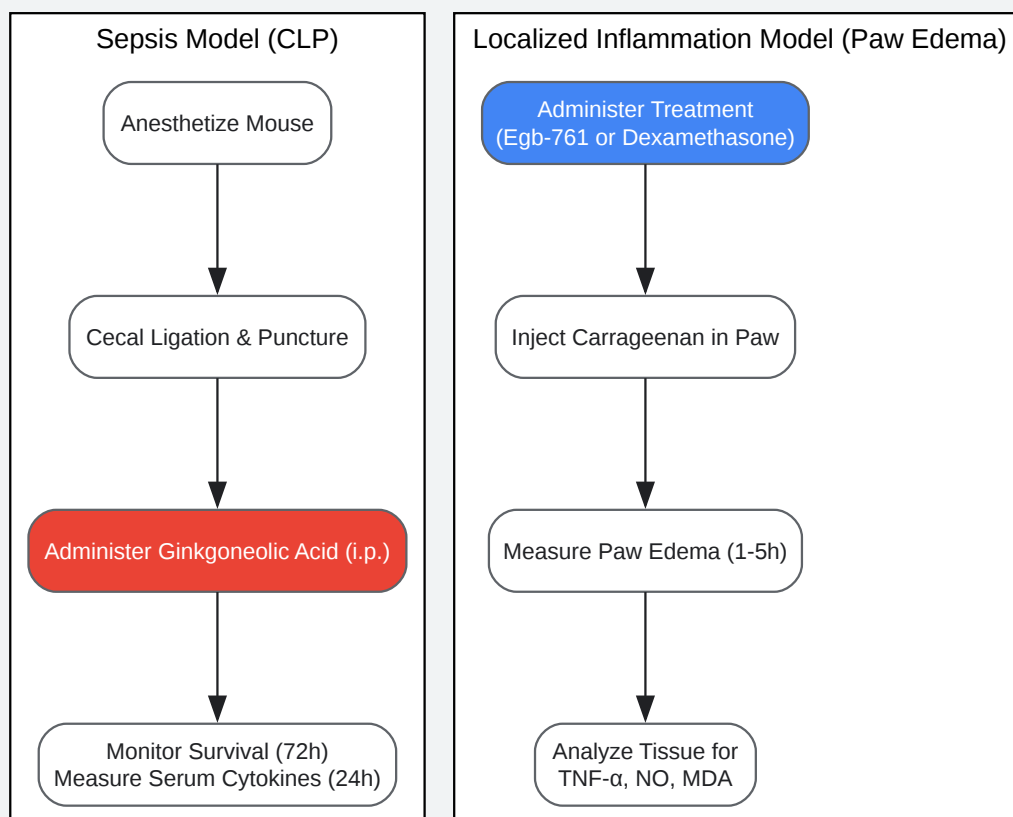 Sepsis Model (CLP)
Anesthetize Mouse
Cecal Ligation & Puncture
Administer Ginkgoneolic Acid (i.p.)
Monitor Survival (72h)
Measure Serum Cytokines (24h)
Localized Inflammation Model (Paw Edema)
Administer Treatment
(Egb-761 or Dexamethasone)
Inject Carrageenan in Paw
Measure Paw Edema (1-5h)
Analyze Tissue for
TNF-α, NO, MDA